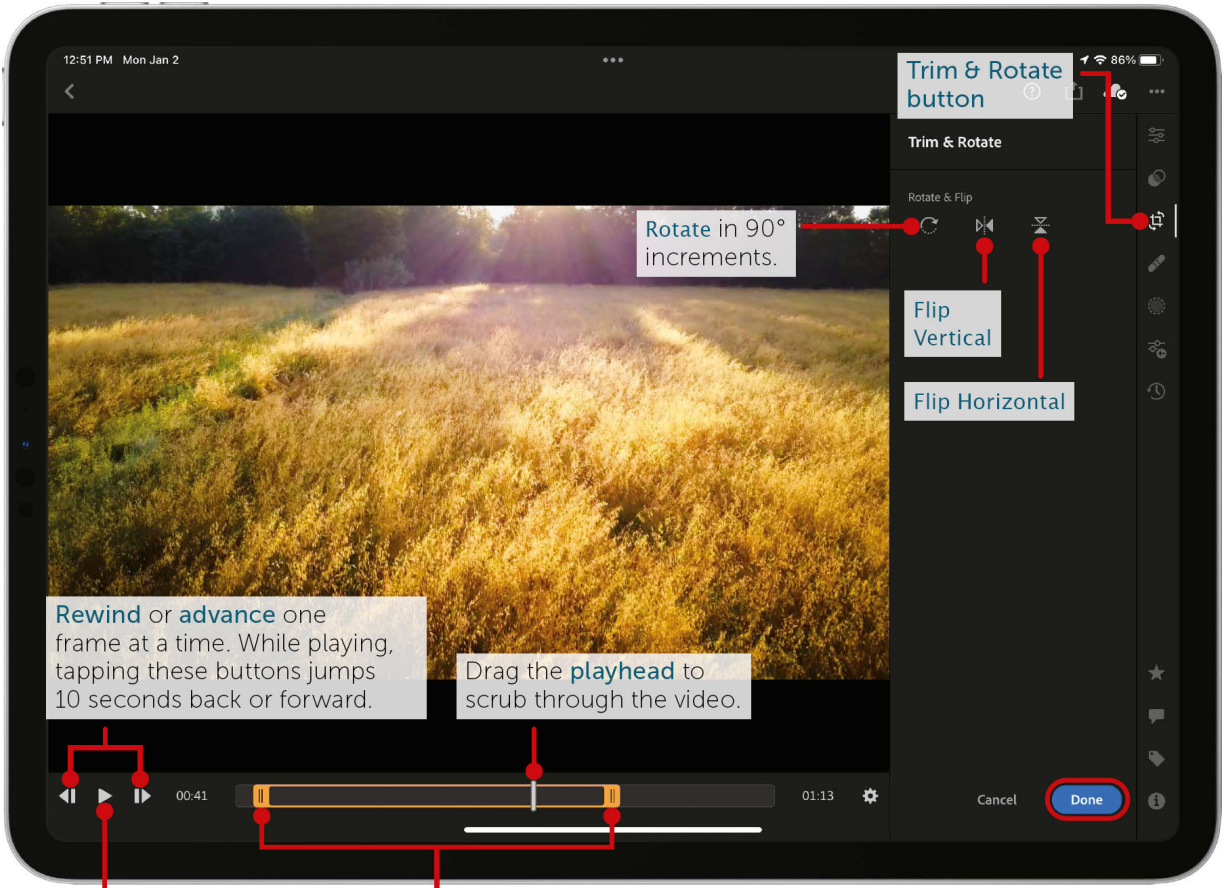 12:51 PM Mon Jan 2
86%
Trim & Rotate
button
Trim & Rotate
Rotate & Flip
Rotate in 90°
increments.
Flip
Vertical
Flip Horizontal
Rewind or advance one
frame at a time. While playing,
tapping these buttons jumps
10 seconds back or forward.
Drag the playhead to
scrub through the video.
00:41
01:13
Cancel
Done